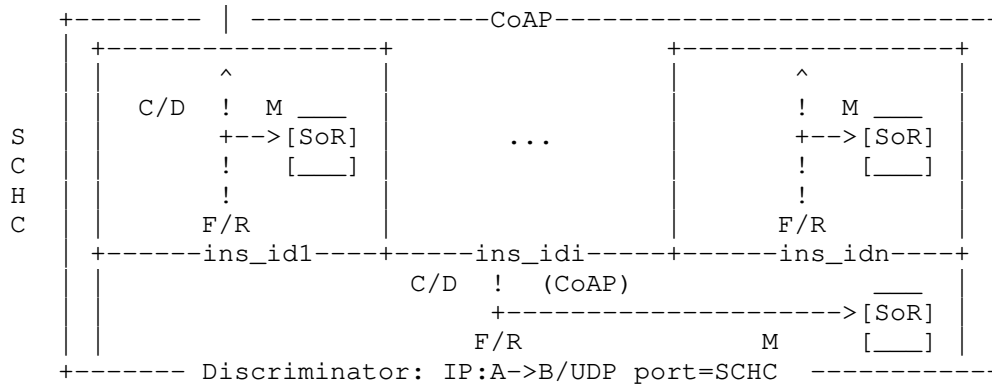 CoAP
^ ^
C/D ! M ___ ! M ___
S +-->[SoR] ... +-->[SoR]
C ! [___] ! [___]
H ! !
C F/R F/R
+------ins_id1----+-----ins_idi-----+------ins_idn----+
C/D ! (CoAP) ___
+--------------------->[SoR]
F/R M [___]
+------- Discriminator: IP:A->B/UDP port=SCHC ------------